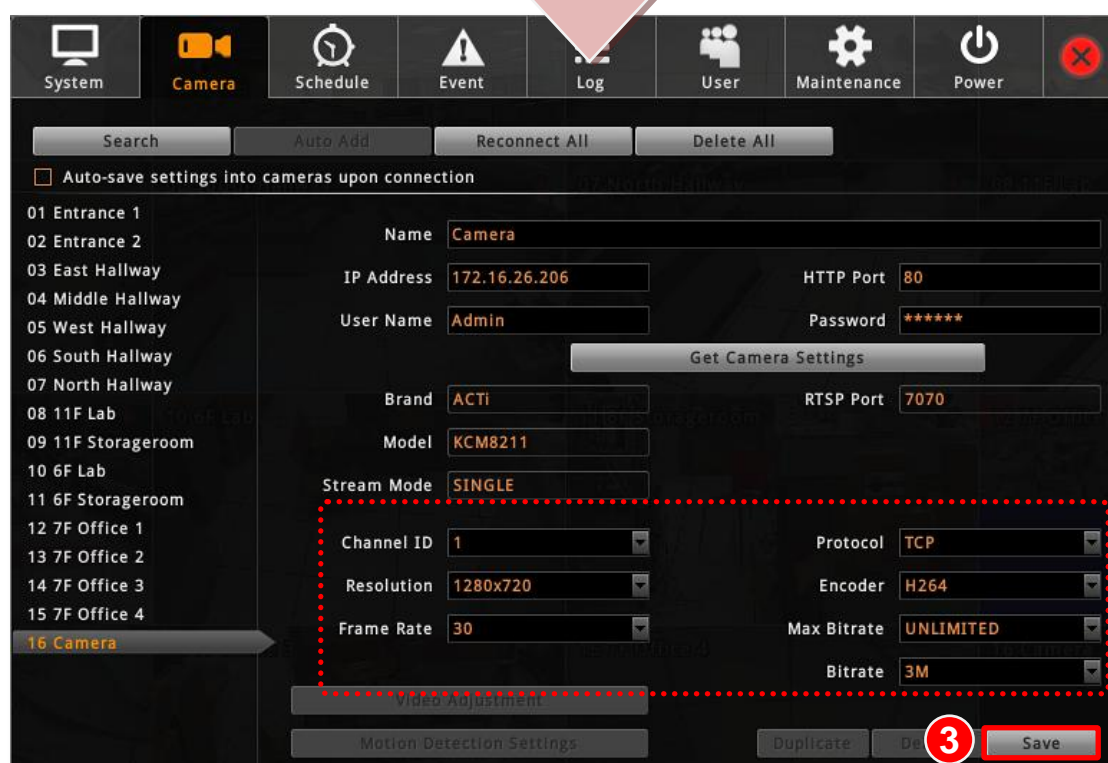 System Camera Schedule Event Log User Maintenance Power
Search Auto Add Reconnect All Delete All
Auto-save settings into cameras upon connection
01 Entrance 1
02 Entrance 2
03 East Hallway
04 Middle Hallway
05 West Hallway
06 South Hallway
07 North Hallway
08 11F Lab
09 11F Storageroom
10 6F Lab
11 6F Storageroom
12 7F Office 1
13 7F Office 2
14 7F Office 3
15 7F Office 4
16 Camera
Name Camera
IP Address 172.16.26.206 HTTP Port 80
User Name Admin Password ******
Get Camera Settings
Brand ACTi RTSP Port 7070
Model KCM8211
Stream Mode SINGLE
Channel ID 1 Protocol TCP
Resolution 1280x720 Encoder H264
Frame Rate 30 Max Bitrate UNLIMITED
Bitrate 3M
Video Adjustment
Motion Detection Settings Duplicate 3 Save